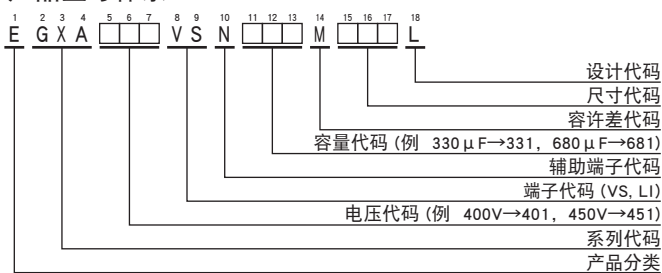 1 2 3 4 5 6 7 8 9 10 11 12 13 14 15 16 17 18
E G X A □□□ V S N □□□ M □□□ L
设计代码
尺寸代码
容许差代码
容量代码 (例 330μF→331, 680μF→681)
辅助端子代码
端子代码 (VS, LI)
电压代码 (例 400V→401, 450V→451)
系列代码
产品分类